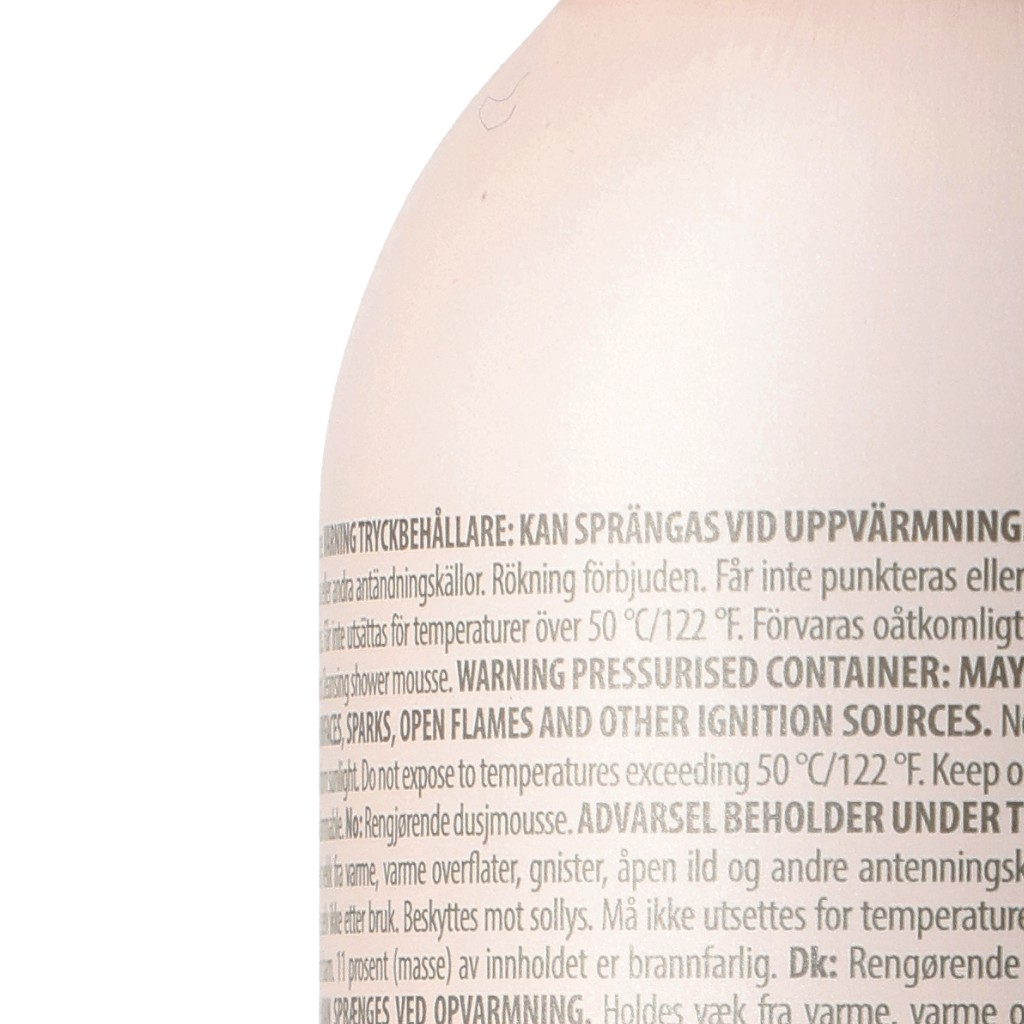 TRYCKBEHÅLLARE: KAN SPRÄNGAS VID UPPVÄRMNING.
andra antändningskällor. Rökning förbjuden. Får inte punkteras eller
inte utsättas för temperaturer över 50 °C/122 °F. Förvaras oåtkomligt
shower mousse. WARNING PRESSURISED CONTAINER: MAY
SPARKS, OPEN FLAMES AND OTHER IGNITION SOURCES.
sunlight. Do not expose to temperatures exceeding 50 °C/122 °F. Keep
No: Rengjørende dusjmousse. ADVARSEL BEHOLDER UNDER
fra varme, varme overflater, gnister, åpen ild og andre
ikke etter bruk. Beskyttes mot sollys. Må ikke utsettes for
11 prosent (masse) av innholdet er brannfarlig. Dk: Rengørende
SPRÆNGES VED OPVARMNING. Holdes væk fra varme, varme